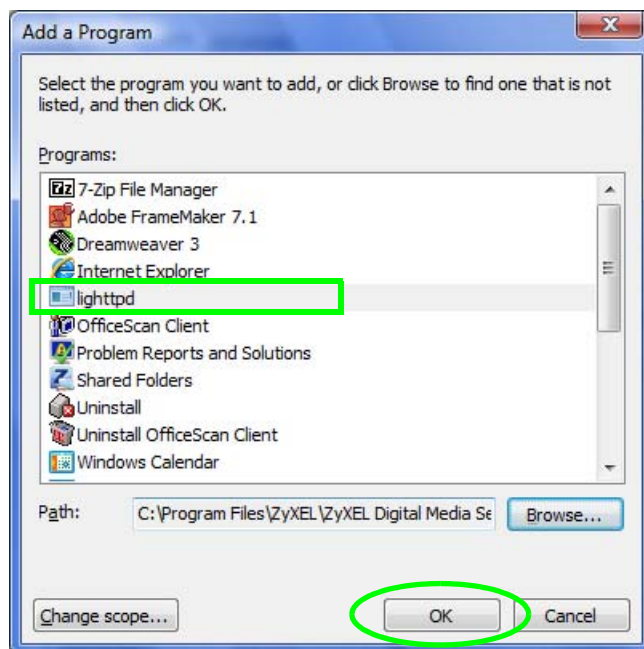 Add a Program
Select the program you want to add, or click Browse to find one that is not
listed, and then click OK.
Programs:
7-Zip File Manager
Adobe FrameMaker 7.1
Dreamweaver 3
Internet Explorer
lighttpd
OfficeScan Client
Problem Reports and Solutions
Shared Folders
Uninstall
Uninstall OfficeScan Client
Windows Calendar
Path: C:\Program Files\ZyXEL\ZyXEL Digital Media Se Browse...
Change scope... OK Cancel